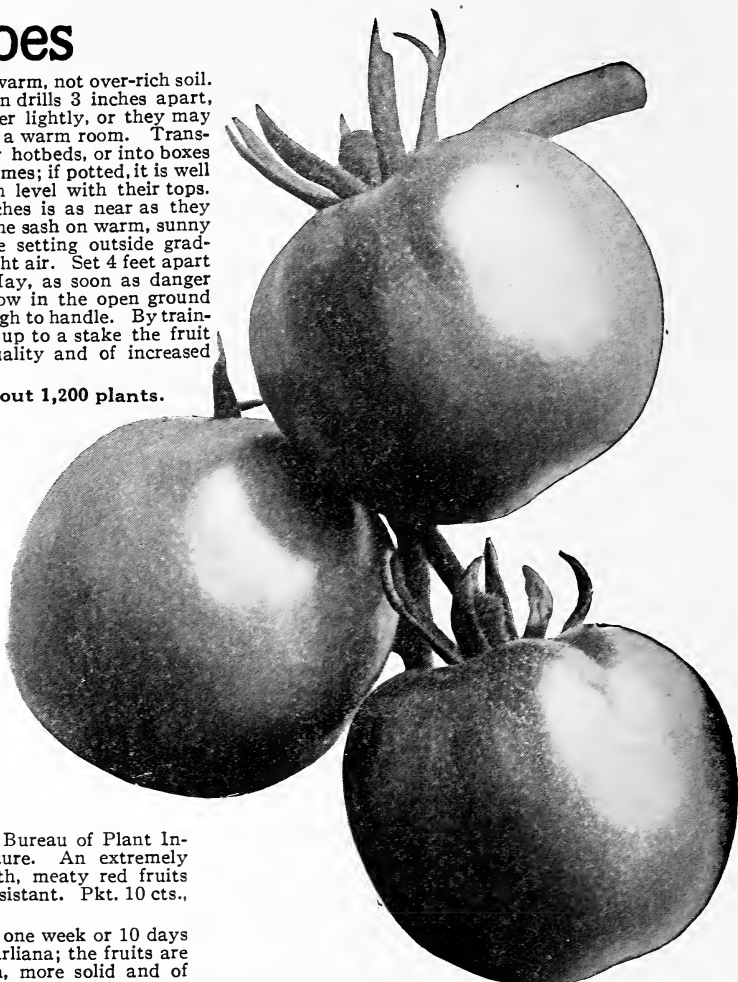 oes
warm, not over-rich soil.
n drills 3 inches apart,
er lightly, or they may
a warm room. Trans-
hotbeds, or into boxes
mes; if potted, it is well
n level with their tops.
ches is as near as they
he sash on warm, sunny
e setting outside grad-
ht air. Set 4 feet apart
May, as soon as danger
ow in the open ground
gh to handle. By train-
up to a stake the fruit
uality and of increased
out 1,200 plants.
Bureau of Plant In-
ure. An extremely
th, meaty red fruits
sistant. Pkt. 10 cts.,
one week or 10 days
rliana; the fruits are
n, more solid and of